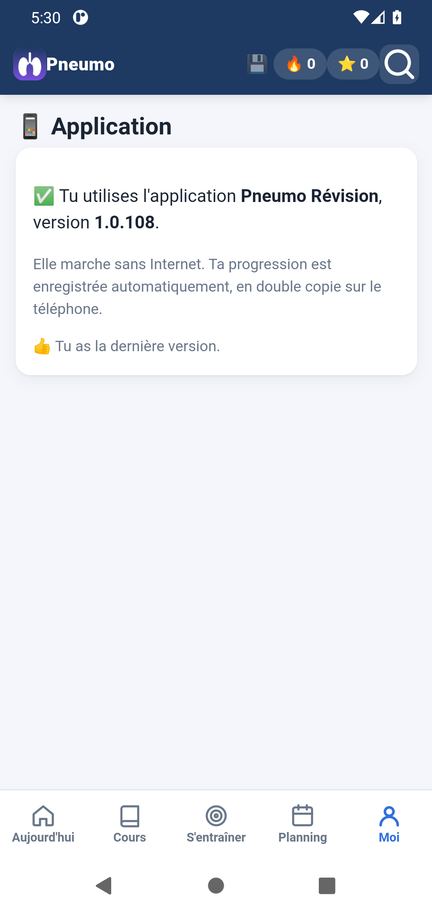 5:30
Pneumo
🔥 0
⭐ 0
📱 Application
✅ Tu utilises l'application Pneumo Révision,
version 1.0.108.
Elle marche sans Internet. Ta progression est
enregistrée automatiquement, en double copie sur le
téléphone.
👍 Tu as la dernière version.
Aujourd'hui
Cours
S'entraîner
Planning
Moi